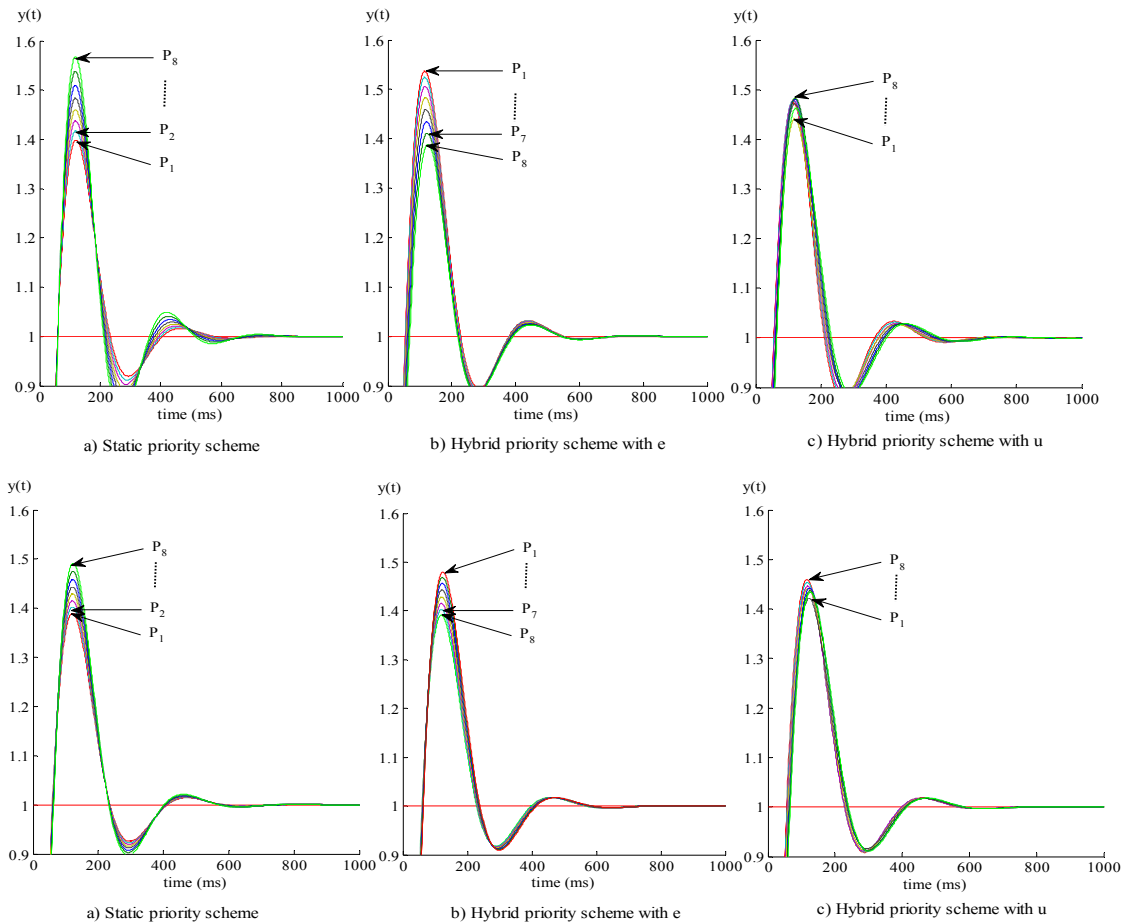 y(t)
1.6
1.5
1.4
1.3
1.2
1.1
1
0.9
P8
P2
P1
0
200
400
600
800
1000
time (ms)
a) Static priority scheme
y(t)
1.6
1.5
1.4
1.3
1.2
1.1
1
0.9
P1
P7
P8
0
200
400
600
800
1000
time (ms)
b) Hybrid priority scheme with e
y(t)
1.6
1.5
1.4
1.3
1.2
1.1
1
0.9
P8
P1
0
200
400
600
800
1000
time (ms)
c) Hybrid priority scheme with u
y(t)
1.6
1.5
1.4
1.3
1.2
1.1
1
0.9
P8
P2
P1
0
200
400
600
800
1000
time (ms)
a) Static priority scheme
y(t)
1.6
1.5
1.4
1.3
1.2
1.1
1
0.9
P1
P7
P8
0
200
400
600
800
1000
time (ms)
b) Hybrid priority scheme with e
y(t)
1.6
1.5
1.4
1.3
1.2
1.1
1
0.9
P8
P1
0
200
400
600
800
1000
time (ms)
c) Hybrid priority scheme with u